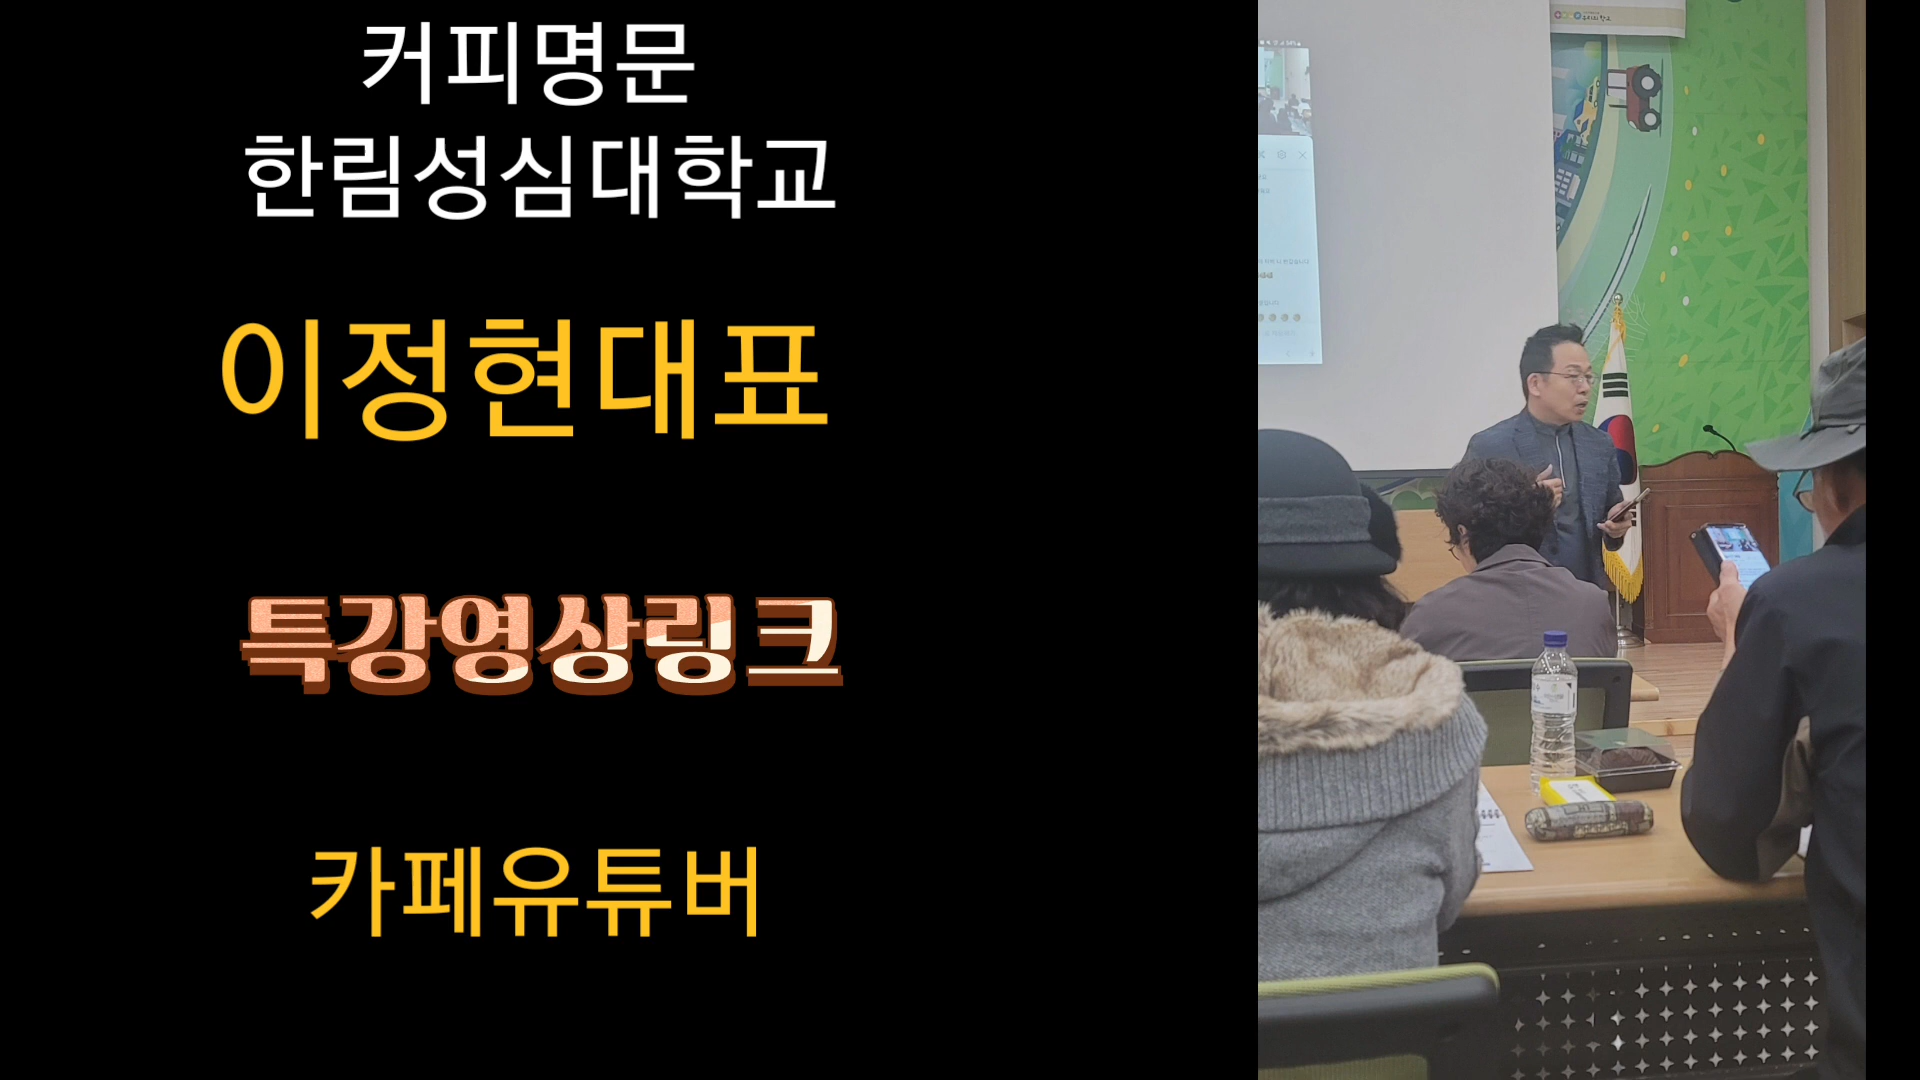 커피명문
한림성심대학교
이정현대표
특강영상링크
카페유튜버